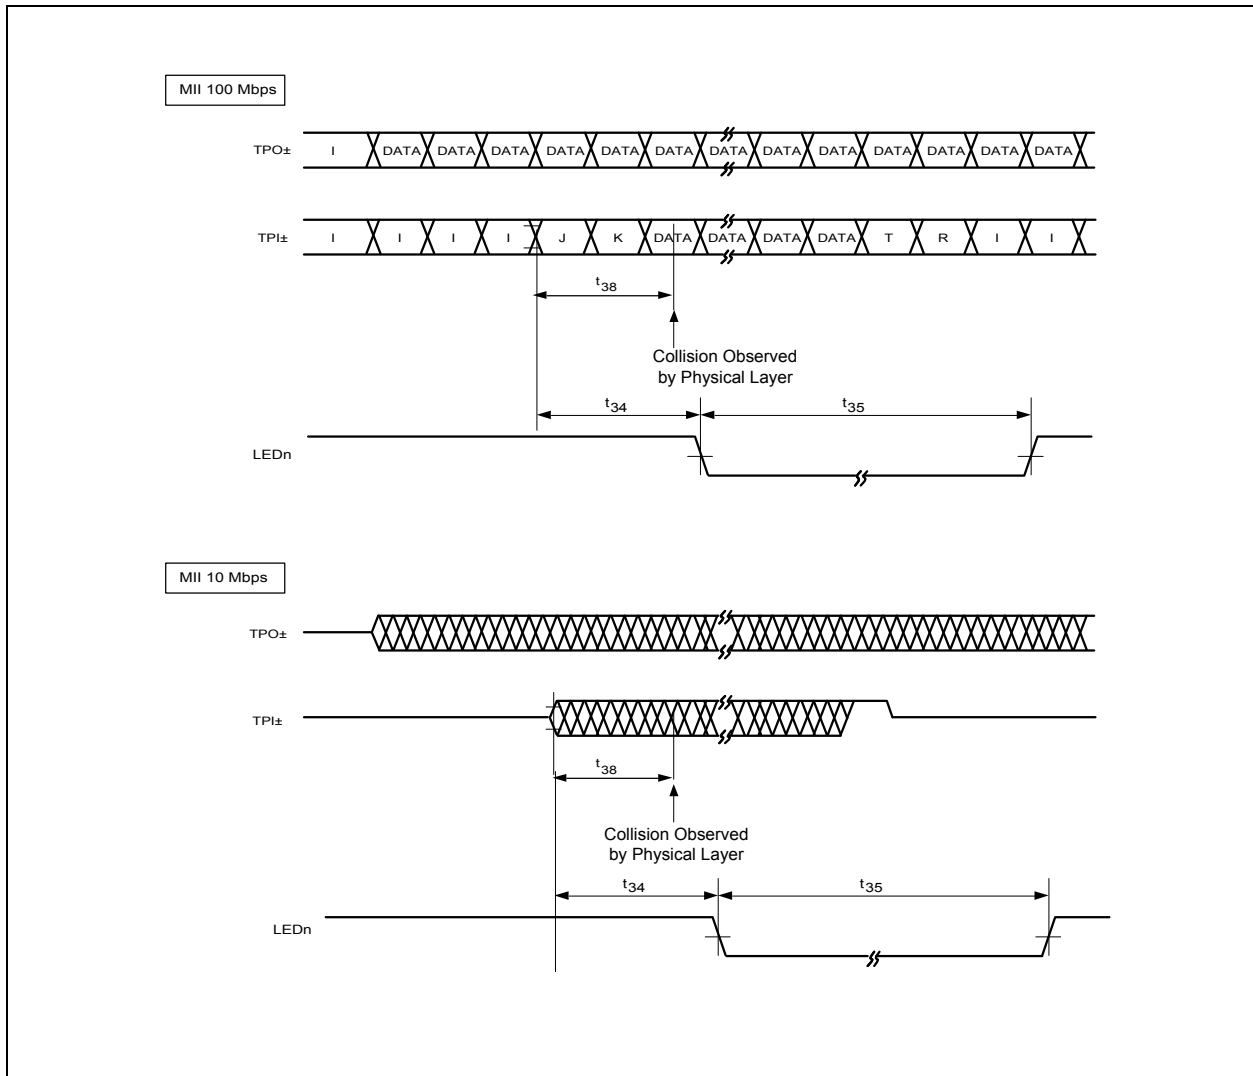 MII 100 Mbps
TPO± I DATA DATA DATA DATA DATA DATA DATA DATA DATA DATA DATA DATA DATA
TPI± I I I I J K DATA DATA DATA DATA T R I I
t38
Collision Observed
by Physical Layer
t34 t35
LEDn
MII 10 Mbps
TPO±
TPI±
t38
Collision Observed
by Physical Layer
t34 t35
LEDn